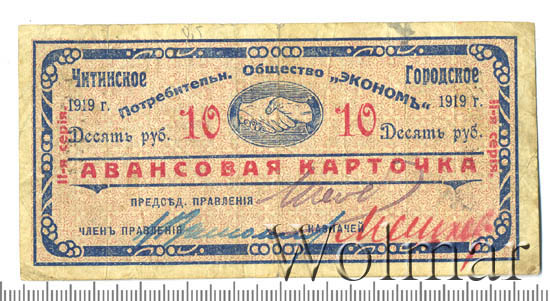 Читинское Городское
Потребительн. Общество „ЭКОНОМЪ“
1919 г. 1919 г.
Десять руб. 10 10 Десять руб.
II-я серія. II-я серія.
АВАНСОВАЯ КАРТОЧКА
ПРЕДСѢД. ПРАВЛЕНІЯ
ЧЛЕНЪ ПРАВЛЕНІЯ КАЗНАЧЕЙ
Wolmar